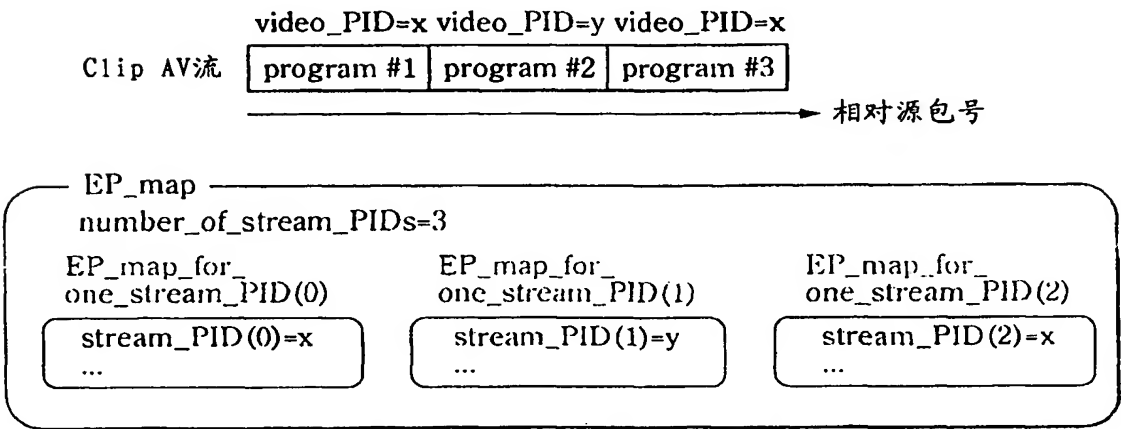 video_PID=x video_PID=y video_PID=x
Clip AV流 program #1 program #2 program #3
相对源包号
EP_map
number_of_stream_PIDs=3
EP_map_for_ EP_map_for_ EP_map_for_
one_stream_PID(0) one_stream_PID(1) one_stream_PID(2)
stream_PID(0)=x stream_PID(1)=y stream_PID(2)=x
... ... ...